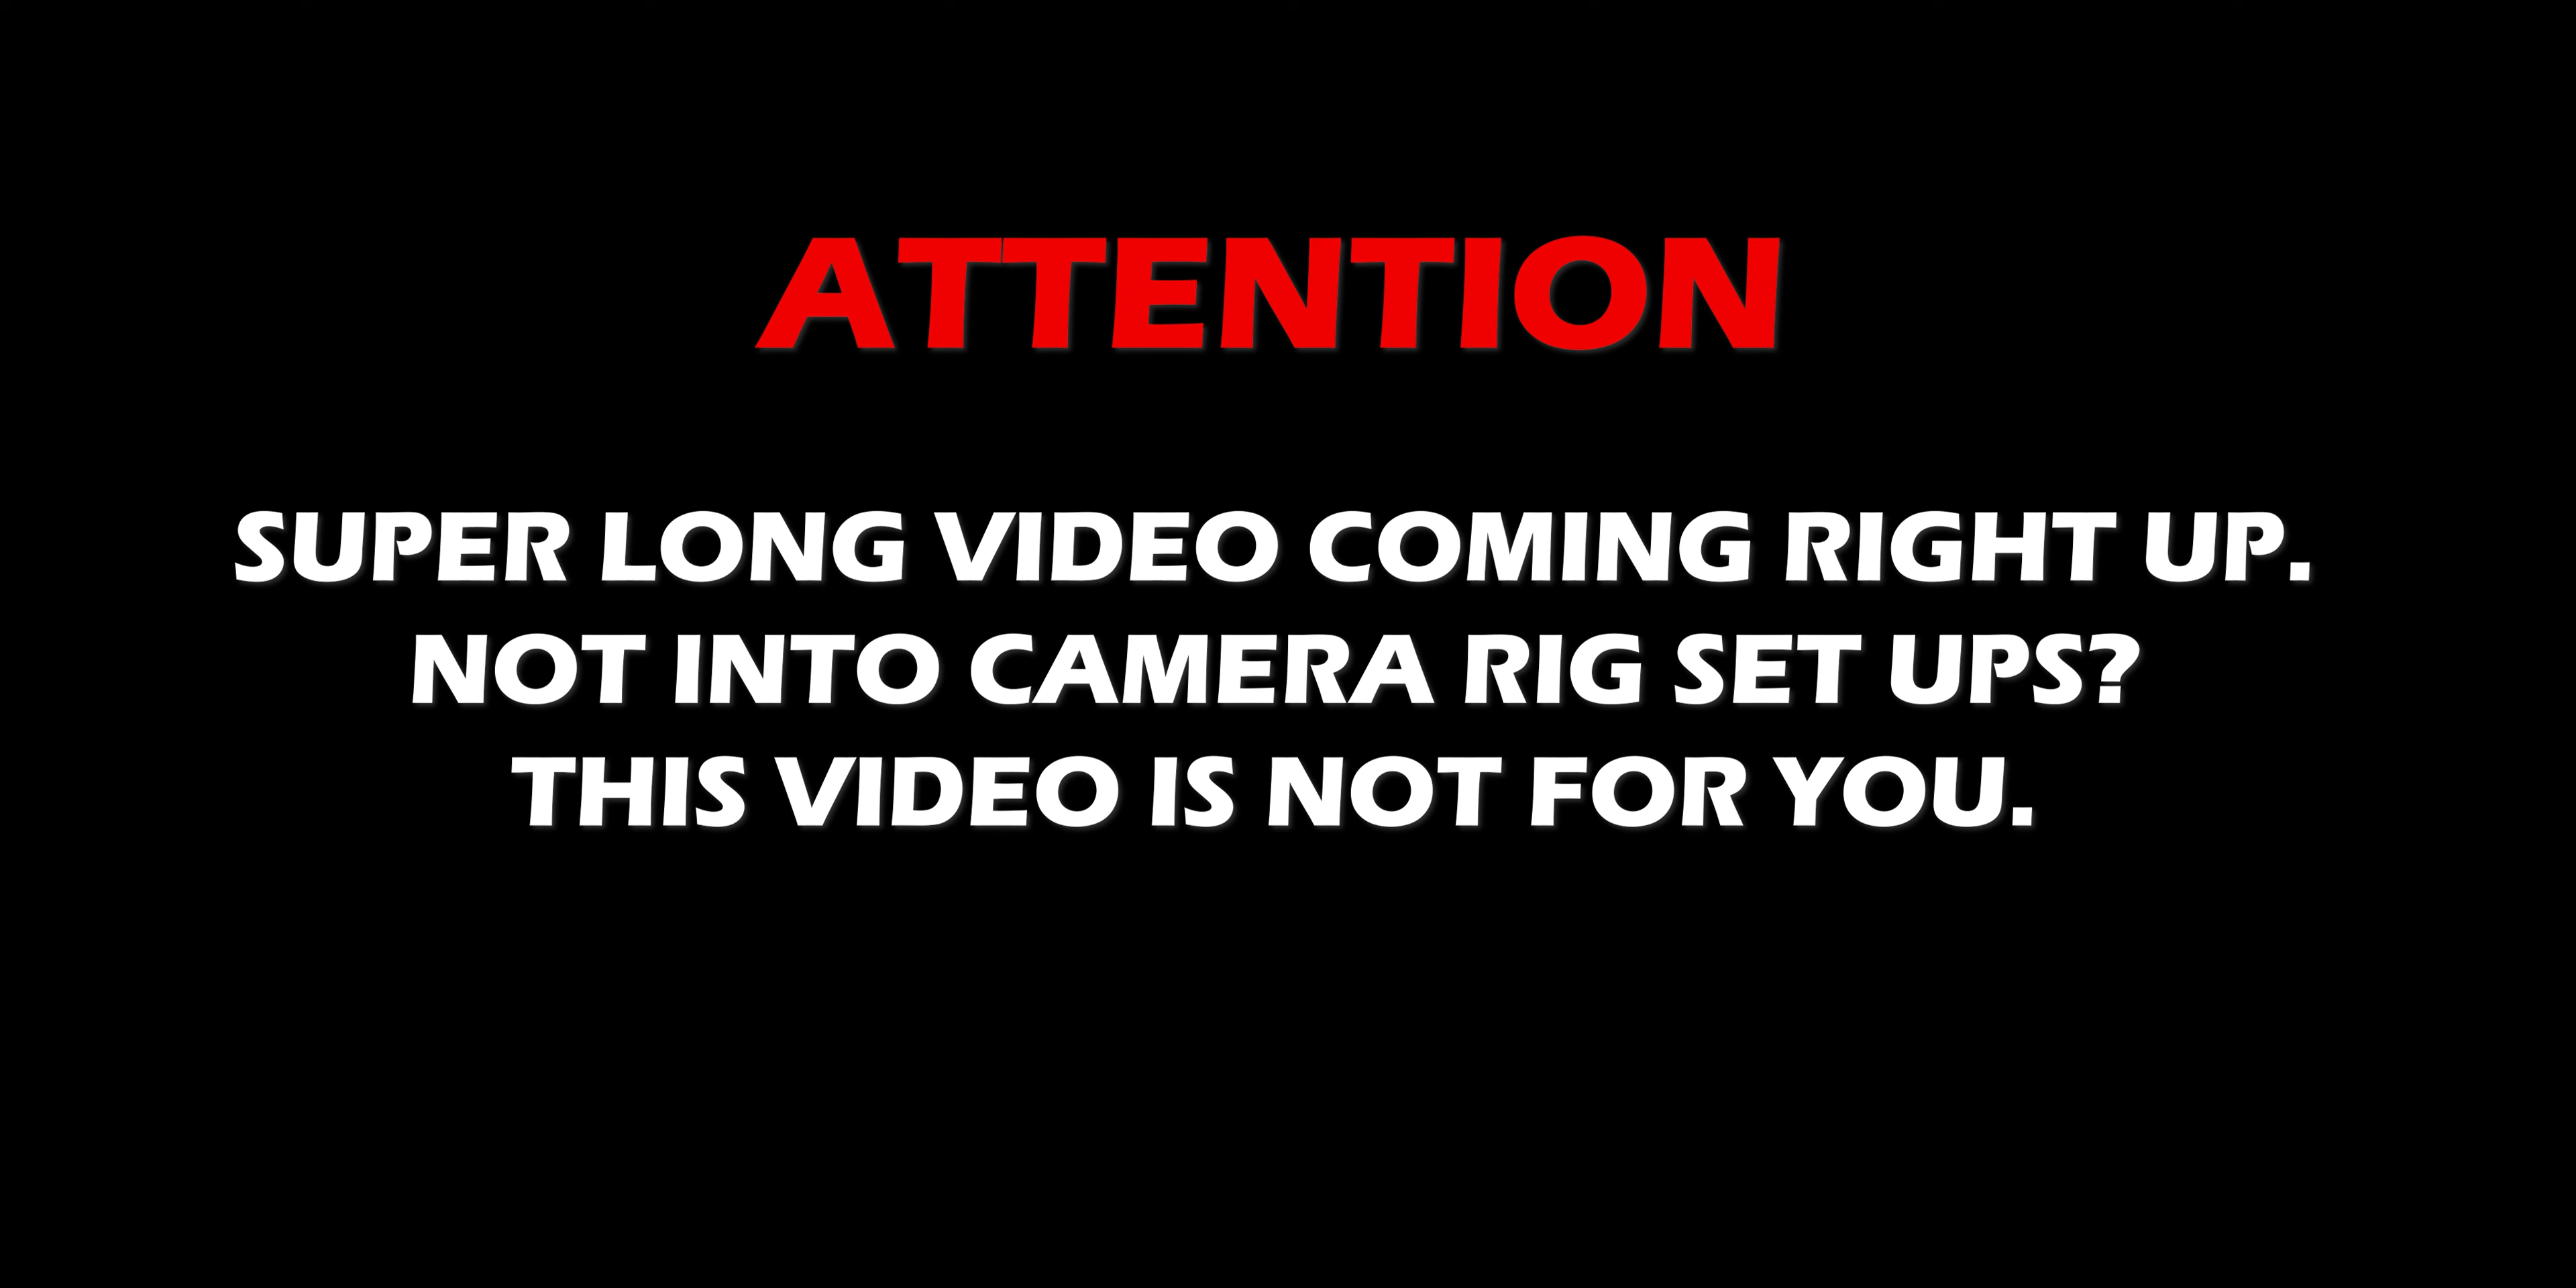 ATTENTION
SUPER LONG VIDEO COMING RIGHT UP.
NOT INTO CAMERA RIG SET UPS?
THIS VIDEO IS NOT FOR YOU.